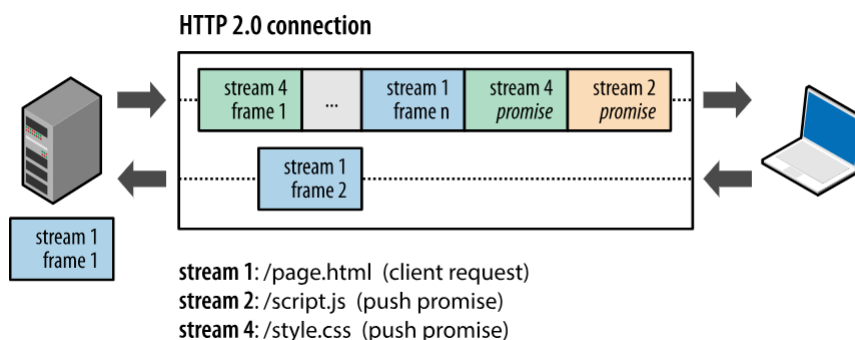 HTTP 2.0 connection
stream 4
frame 1
...
stream 1
frame n
stream 4
promise
stream 2
promise
stream 1
frame 2
stream 1
frame 1
stream 1: /page.html (client request)
stream 2: /script.js (push promise)
stream 4: /style.css (push promise)